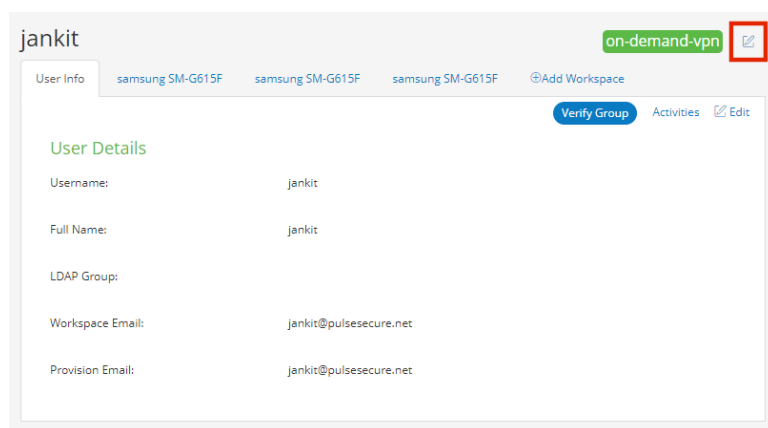 jankit on-demand-vpn
User Info samsung SM-G615F samsung SM-G615F samsung SM-G615F ⊕Add Workspace
Verify Group Activities Edit
User Details
Username: jankit
Full Name: jankit
LDAP Group:
Workspace Email: jankit@pulsesecure.net
Provision Email: jankit@pulsesecure.net